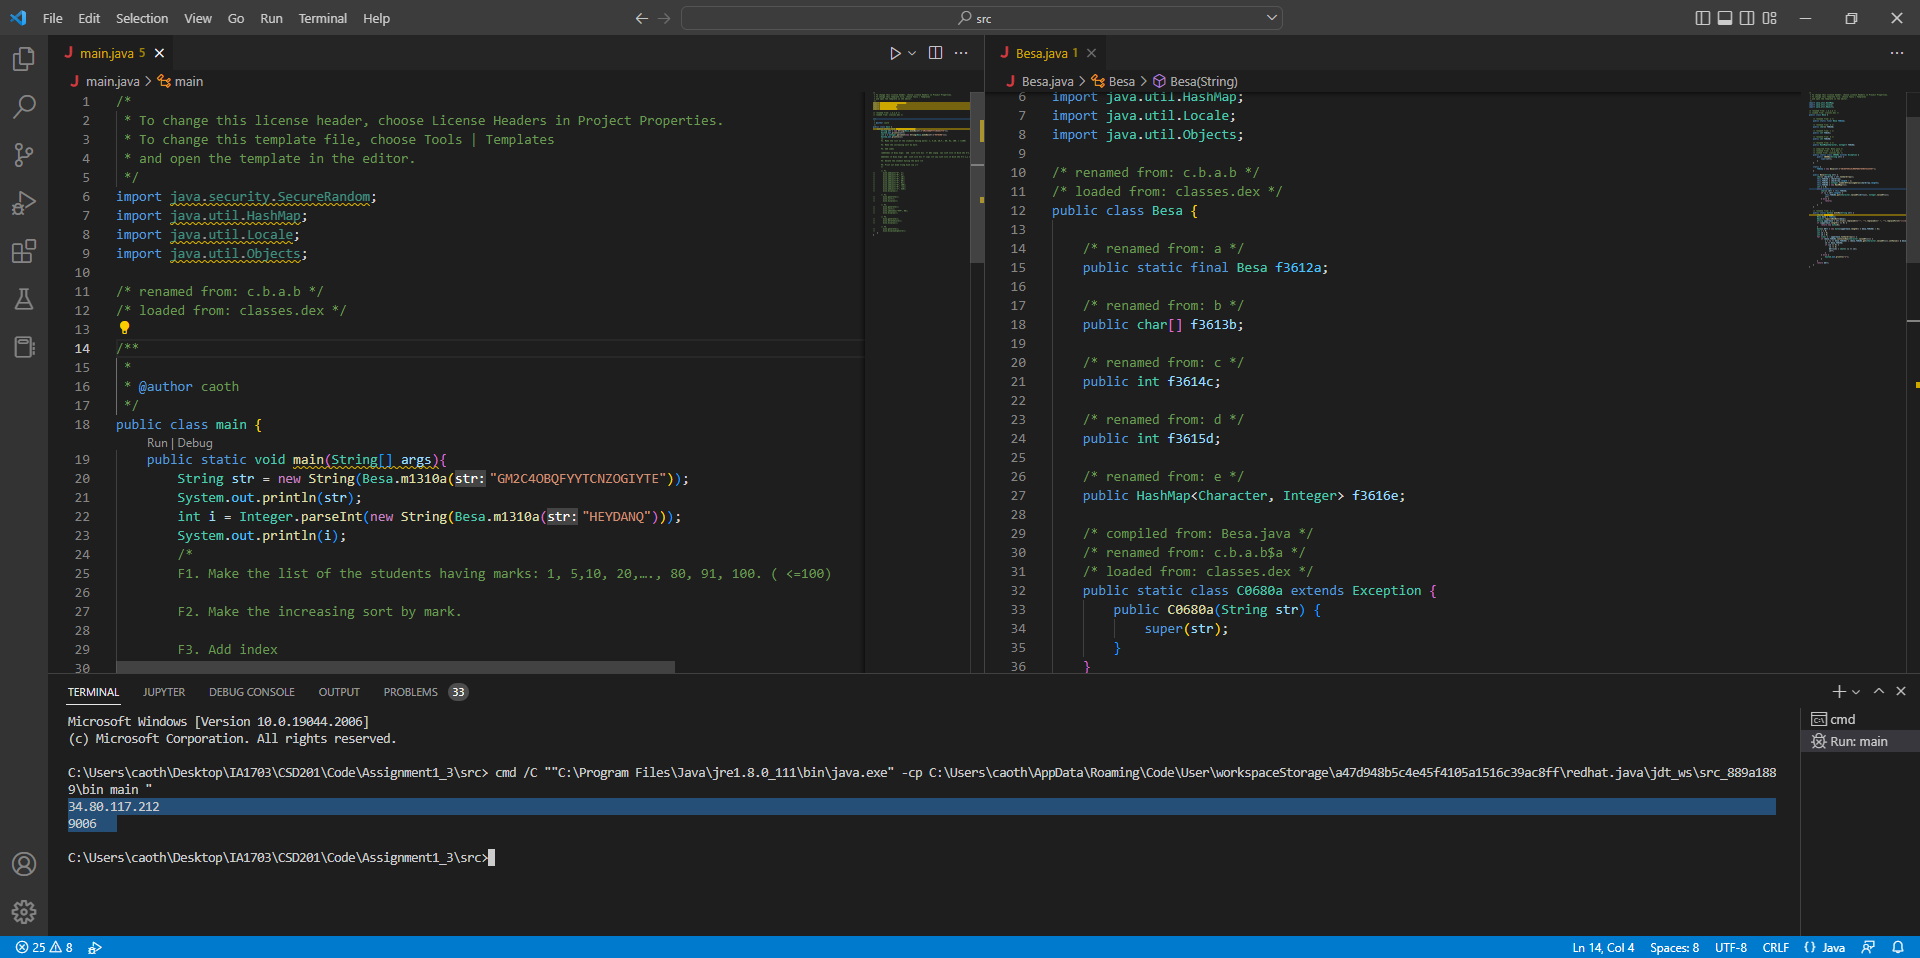 File Edit Selection View Go Run Terminal Help
src
main.java 5
main.java > main
1 /*
2 * To change this license header, choose License Headers in Project Properties.
3 * To change this template file, choose Tools | Templates
4 * and open the template in the editor.
5 */
6 import java.security.SecureRandom;
7 import java.util.HashMap;
8 import java.util.Locale;
9 import java.util.Objects;
10
11 /* renamed from: c.b.a.b */
12 /* loaded from: classes.dex */
13
14 /**
15 *
16 * @author caoth
17 */
18 public class main {
Run | Debug
19 public static void main(String[] args){
20 String str = new String(Besa.m1310a(str: "GM2C4OBQFYYTCNZOGIYTE"));
21 System.out.println(str);
22 int i = Integer.parseInt(new String(Besa.m1310a(str: "HEYDANQ")));
23 System.out.println(i);
24 /*
25 F1. Make the list of the students having marks: 1, 5,10, 20,…., 80, 91, 100. ( <=100)
26
27 F2. Make the increasing sort by mark.
28
29 F3. Add index
30
Besa.java 1
Besa.java > Besa > Besa(String)
6 import java.util.HashMap;
7 import java.util.Locale;
8 import java.util.Objects;
9
10 /* renamed from: c.b.a.b */
11 /* loaded from: classes.dex */
12 public class Besa {
13
14 /* renamed from: a */
15 public static final Besa f3612a;
16
17 /* renamed from: b */
18 public char[] f3613b;
19
20 /* renamed from: c */
21 public int f3614c;
22
23 /* renamed from: d */
24 public int f3615d;
25
26 /* renamed from: e */
27 public HashMap<Character, Integer> f3616e;
28
29 /* compiled from: Besa.java */
30 /* renamed from: c.b.a.b$a */
31 /* loaded from: classes.dex */
32 public static class C0680a extends Exception {
33 public C0680a(String str) {
34 super(str);
35 }
36 }
TERMINAL JUPYTER DEBUG CONSOLE OUTPUT PROBLEMS 33
Microsoft Windows [Version 10.0.19044.2006]
(c) Microsoft Corporation. All rights reserved.
C:\Users\caoth\Desktop\IA1703\CSD201\Code\Assignment1_3\src> cmd /C ""C:\Program Files\Java\jre1.8.0_111\bin\java.exe" -cp C:\Users\caoth\AppData\Roaming\Code\User\workspaceStorage\a47d948b5c4e45f4105a1516c39ac8ff\redhat.java\jdt_ws\src_889a188
9\bin main "
34.80.117.212
9006
C:\Users\caoth\Desktop\IA1703\CSD201\Code\Assignment1_3\src>
cmd
Run: main
25 8
Ln 14, Col 4 Spaces: 8 UTF-8 CRLF {} Java